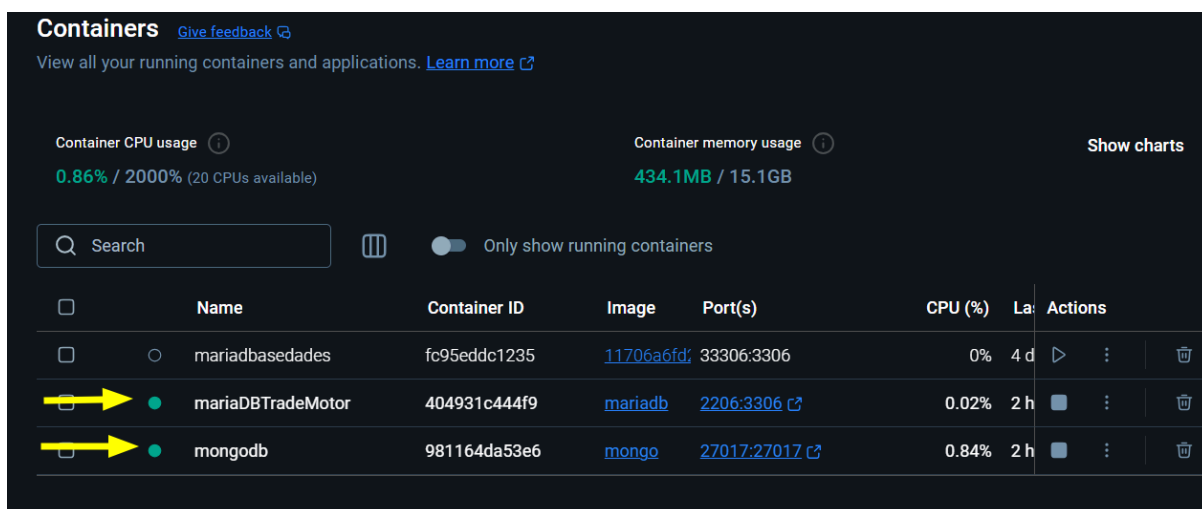 Containers Give feedback
View all your running containers and applications. Learn more
Container CPU usage
Container memory usage
Show charts
0.86% / 2000% (20 CPUs available)
434.1MB / 15.1GB
Search
Only show running containers
Name Container ID Image Port(s) CPU (%) Las Actions
mariadbasedades fc95eddc1235 11706a6fd 33306:3306 0% 4 d
mariaDBTradeMotor 404931c444f9 mariadb 2206:3306 0.02% 2 h
mongodb 981164da53e6 mongo 27017:27017 0.84% 2 h